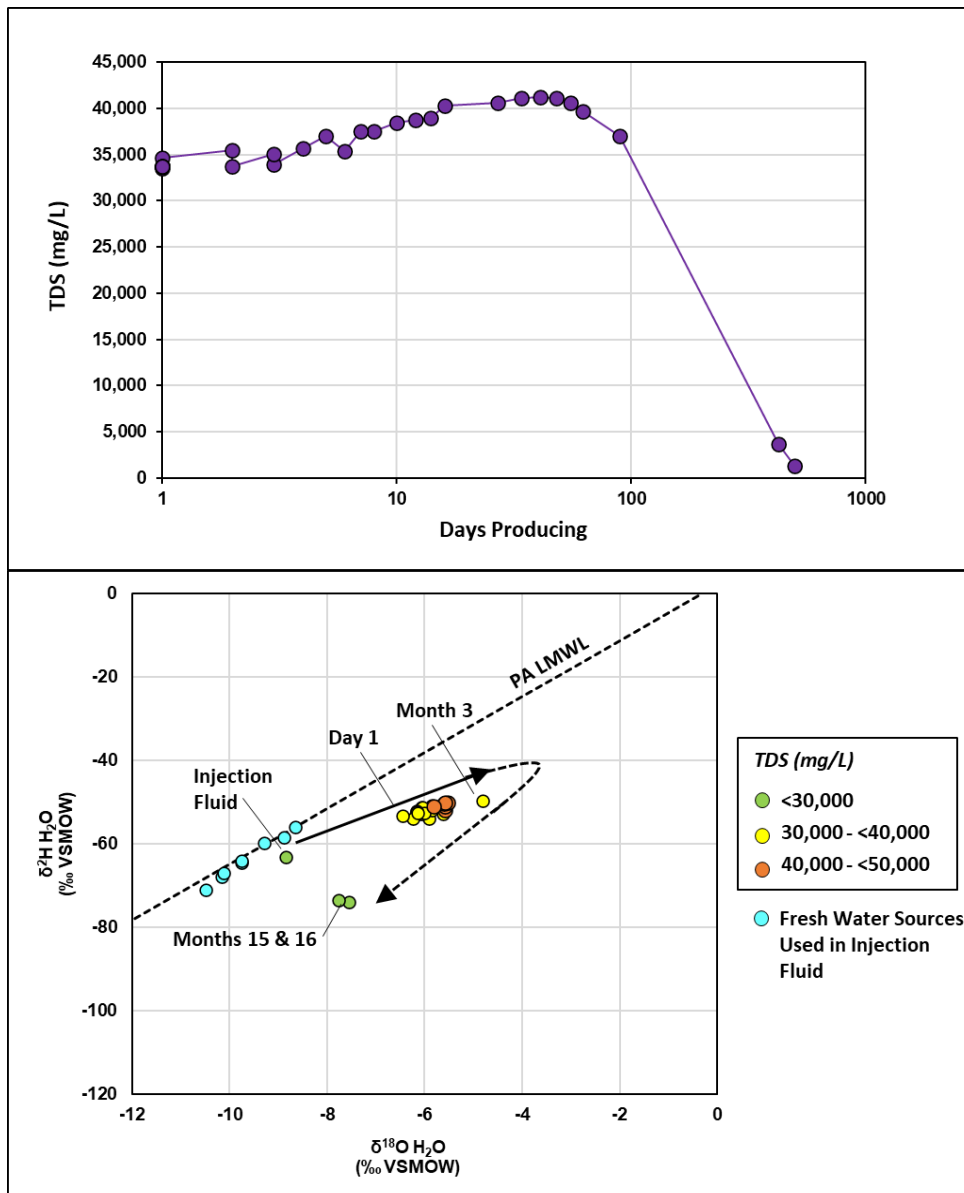 45,000
40,000
35,000
30,000
25,000
20,000
15,000
10,000
5,000
0
TDS (mg/L)
1
10
100
1000
Days Producing
0
-20
-40
-60
-80
-100
-120
δ²H H₂O
(‰ VSMOW)
PA LMWL
Month 3
Day 1
Injection
Fluid
Months 15 & 16
-12
-10
-8
-6
-4
-2
0
δ¹⁸O H₂O
(‰ VSMOW)
TDS (mg/L)
<30,000
30,000 - <40,000
40,000 - <50,000
Fresh Water Sources
Used in Injection
Fluid